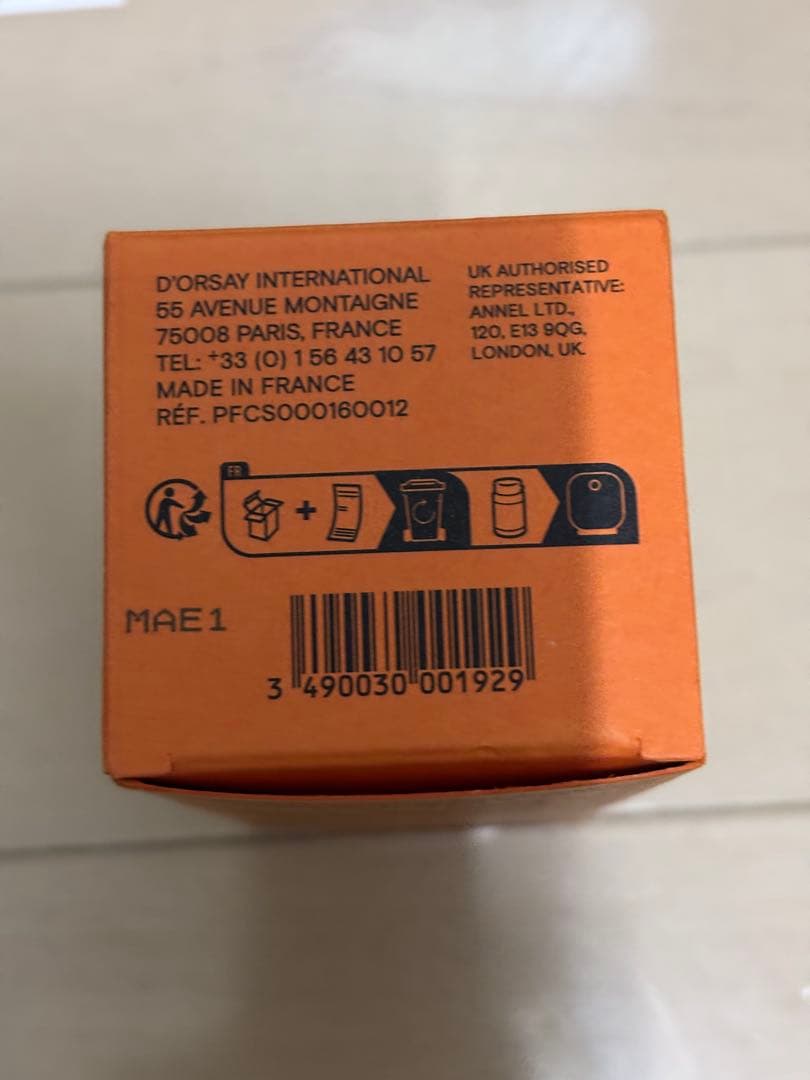 D'ORSAY INTERNATIONAL
55 AVENUE MONTAIGNE
75008 PARIS, FRANCE
TEL: +33 (0) 1 56 43 10 57
MADE IN FRANCE
RÉF. PFCS000160012
UK AUTHORISED
REPRESENTATIVE:
ANNEL LTD.,
120, E13 9QG,
LONDON, UK.
FR
+
MAE1
3 490030 001929